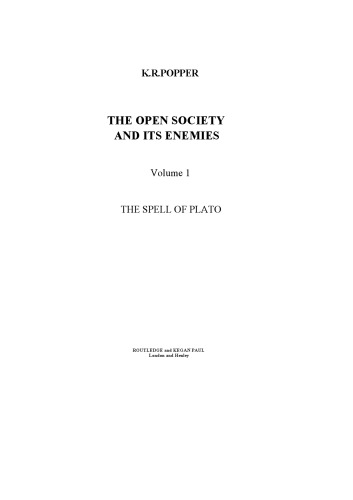 K.R.POPPER
THE OPEN SOCIETY
AND ITS ENEMIES
Volume 1
THE SPELL OF PLATO
ROUTLEDGE and KEGAN PAUL
London and Henley